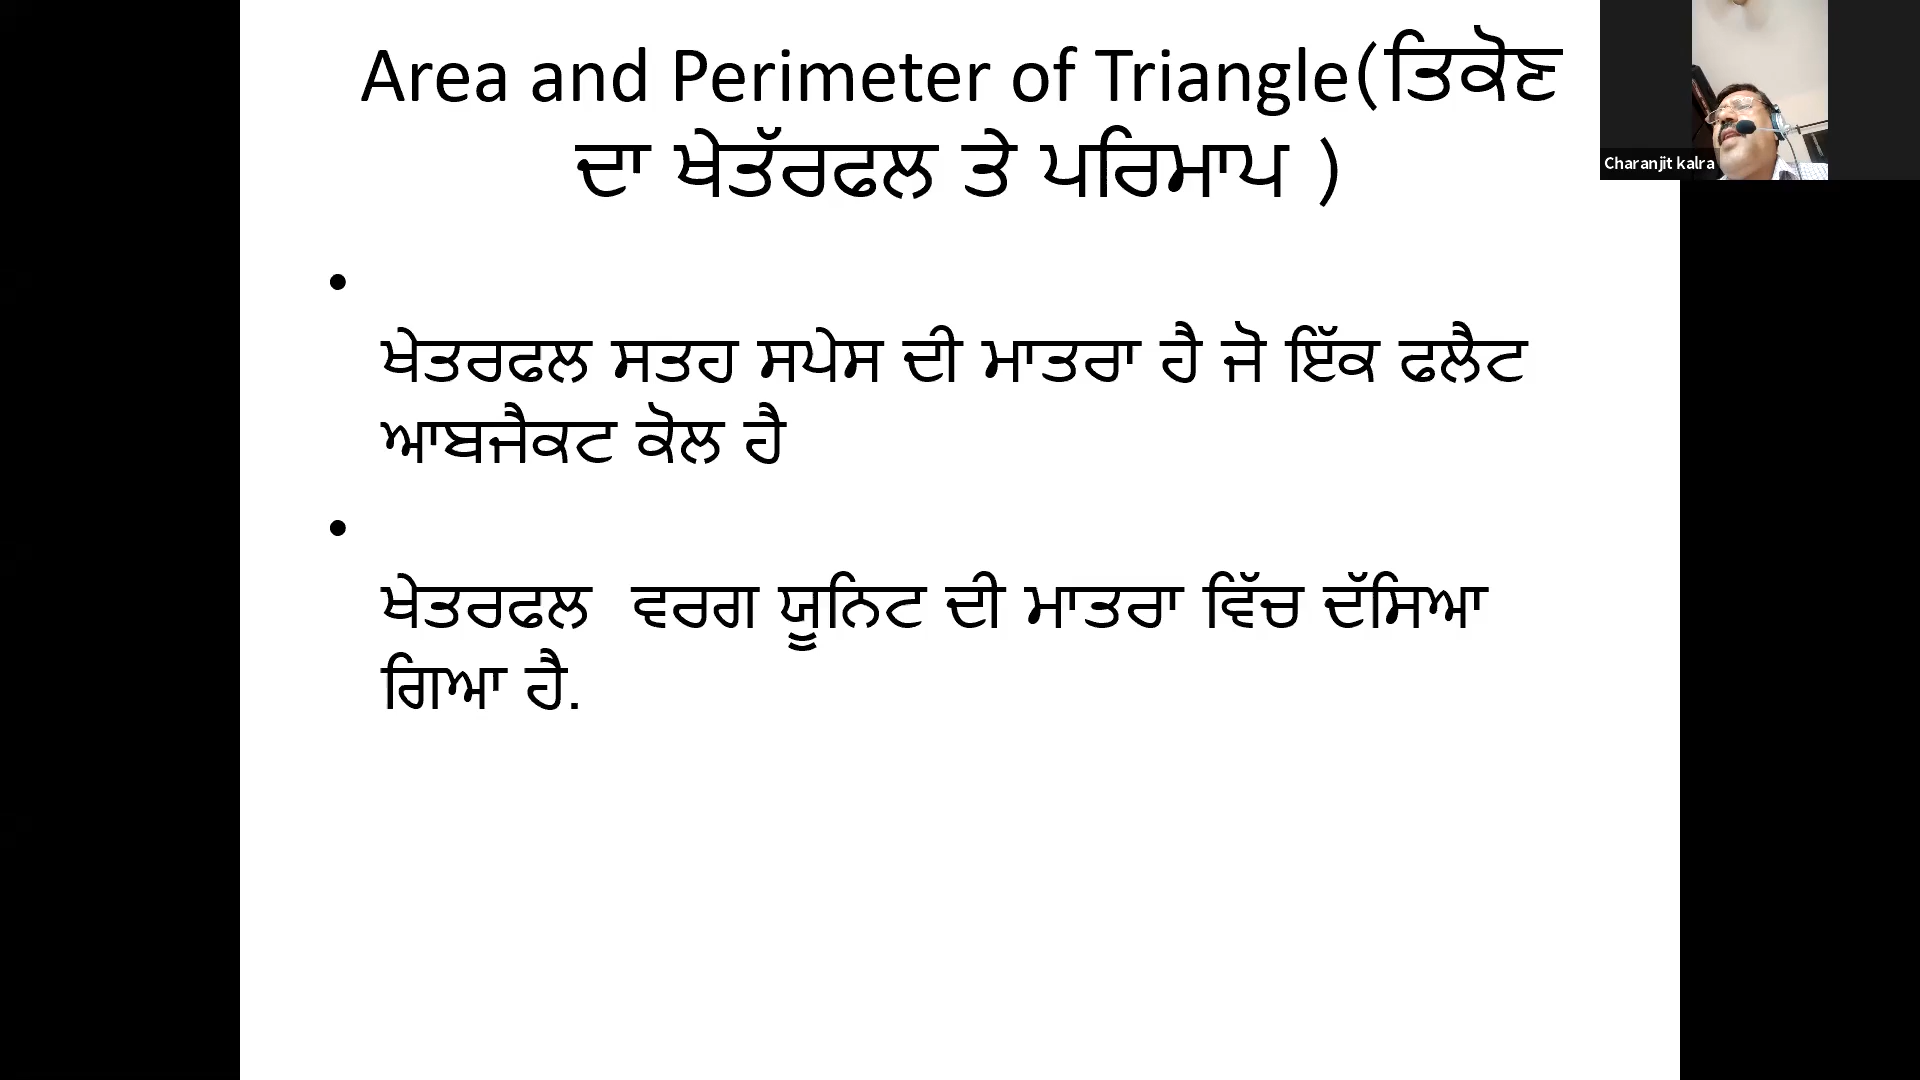 Area and Perimeter of Triangle(ਤਿਕੋਣ
ਦਾ ਖੇਤੱਰਫਲ ਤੇ ਪਰਿਮਾਪ )
Charanjit kalra
•
ਖੇਤਰਫਲ ਸਤਹ ਸਪੇਸ ਦੀ ਮਾਤਰਾ ਹੈ ਜੋ ਇੱਕ ਫਲੈਟ
ਆਬਜੈਕਟ ਕੋਲ ਹੈ
•
ਖੇਤਰਫਲ  ਵਰਗ ਯੂਨਿਟ ਦੀ ਮਾਤਰਾ ਵਿੱਚ ਦੱਸਿਆ
ਗਿਆ ਹੈ.